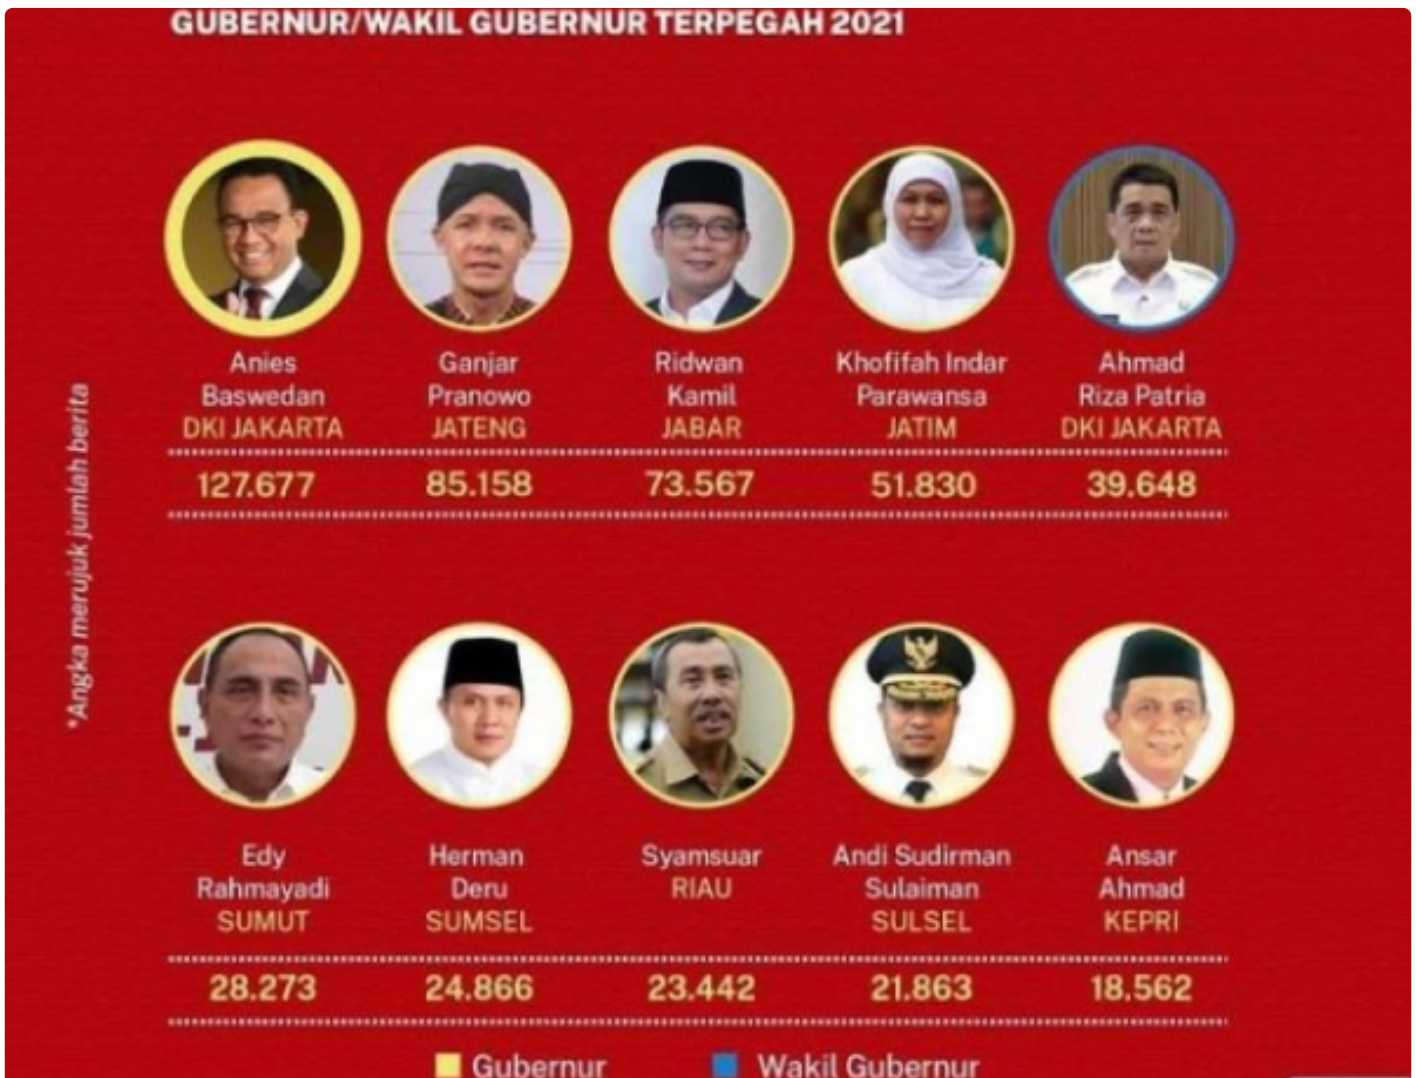 GUBERNUR/WAKIL GUBERNUR TERPEGAH 2021
Anies
Baswedan
DKI JAKARTA
127.677
Ganjar
Pranowo
JATENG
85.158
Ridwan
Kamil
JABAR
73.567
Khofifah Indar
Parawansa
JATIM
51.830
Ahmad
Riza Patria
DKI JAKARTA
39.648
*Angka merujuk jumlah berita
Edy
Rahmayadi
SUMUT
28.273
Herman
Deru
SUMSEL
24.866
Syamsuar
RIAU
23.442
Andi Sudirman
Sulaiman
SULSEL
21.863
Ansar
Ahmad
KEPRI
18.562
Gubernur
Wakil Gubernur